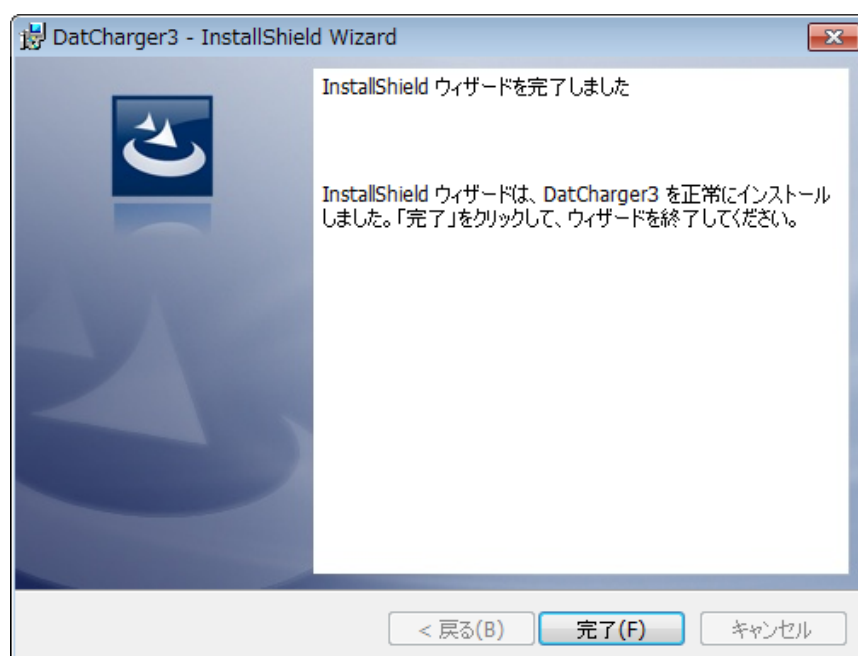 DatCharger3 - InstallShield Wizard
InstallShield ウィザードを完了しました
InstallShield ウィザードは、DatCharger3 を正常にインストール
しました。「完了」をクリックして、ウィザードを終了してください。
< 戻る(B)
完了(F)
キャンセル